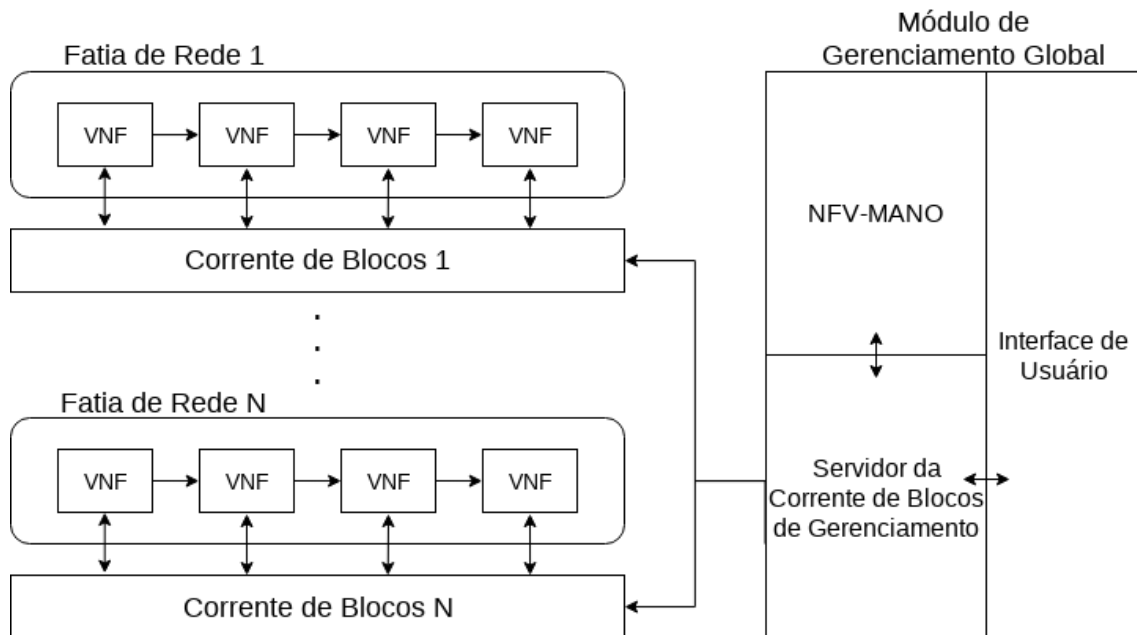 Módulo de
Gerenciamento Global
Fatia de Rede 1
VNF VNF VNF VNF
NFV-MANO
Corrente de Blocos 1
Interface de
Usuário
Fatia de Rede N
VNF VNF VNF VNF
Servidor da
Corrente de Blocos
de Gerenciamento
Corrente de Blocos N